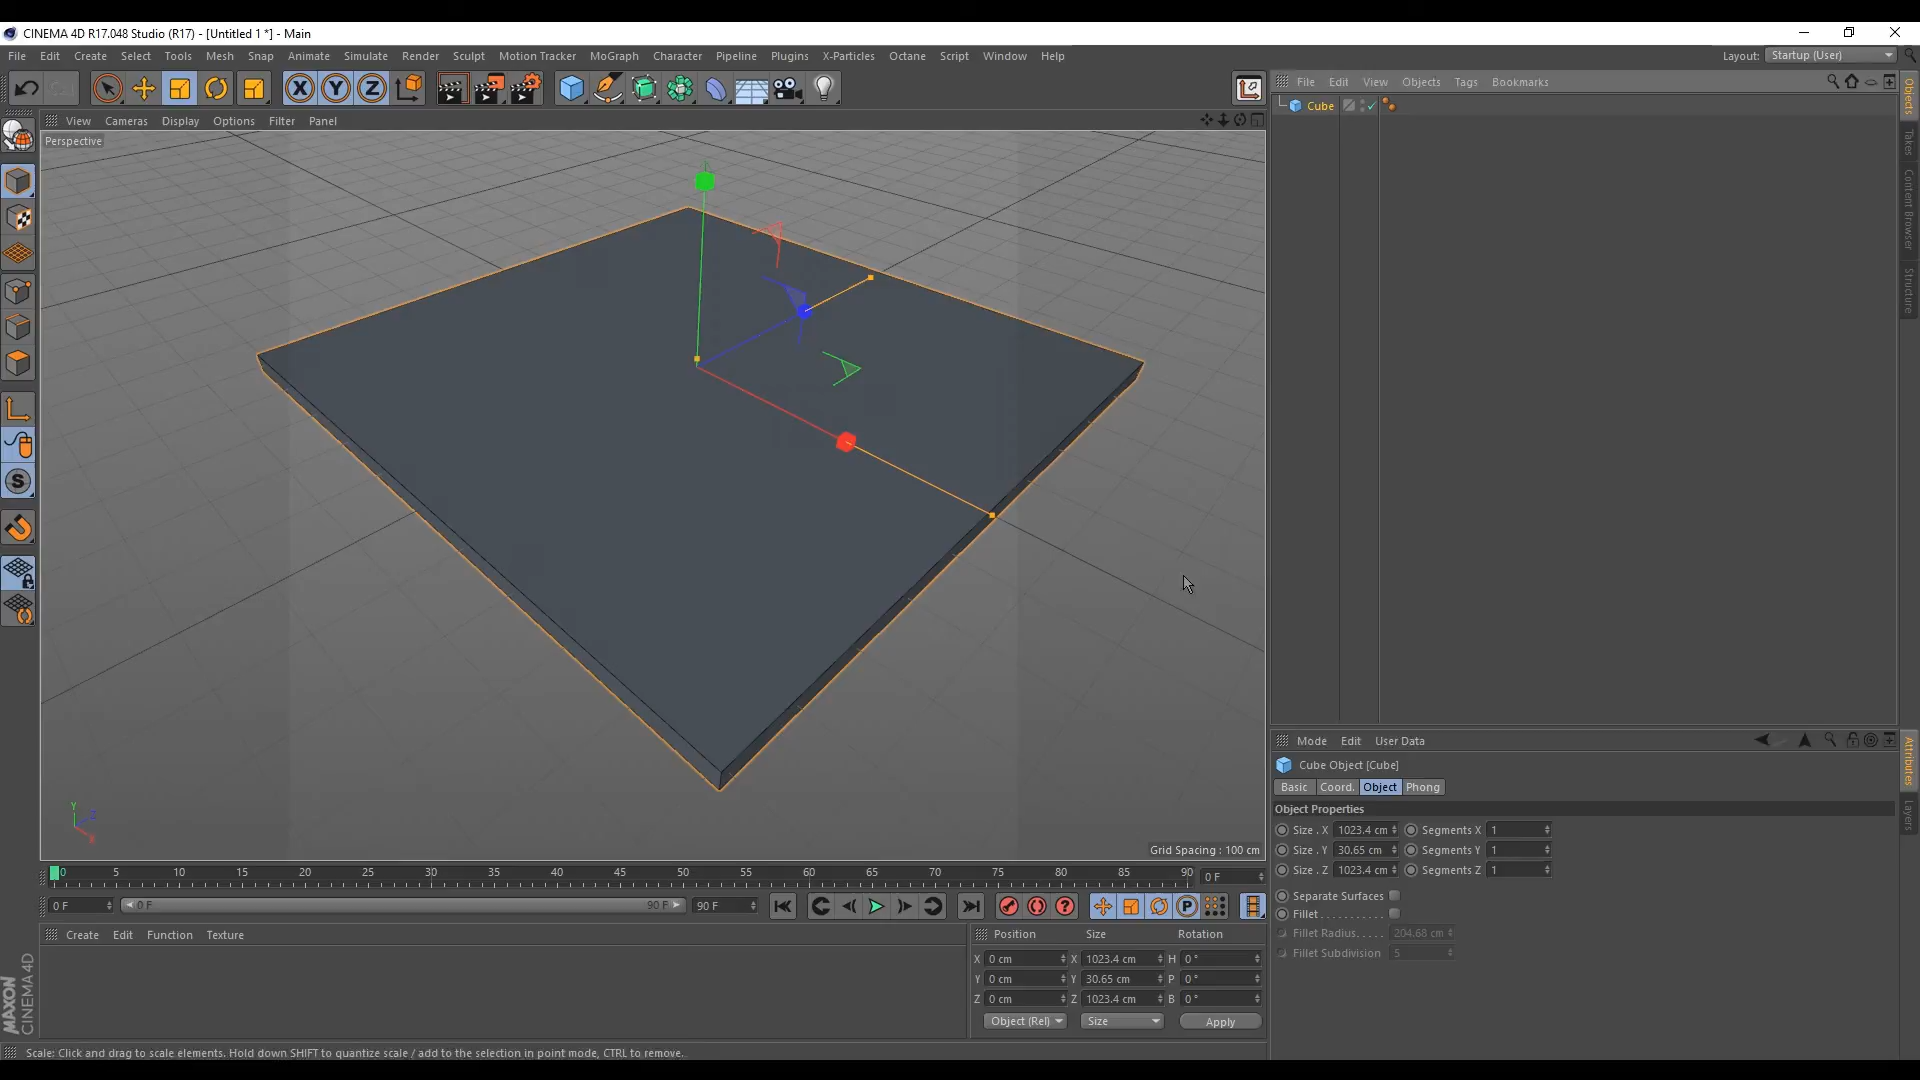 CINEMA 4D R17.048 Studio (R17) - [Untitled 1 *] - Main
File Edit Create Select Tools Mesh Snap Animate Simulate Render Sculpt Motion Tracker MoGraph Character Pipeline Plugins X-Particles Octane Script Window Help Layout: Startup (User)
X Y Z
File Edit View Objects Tags Bookmarks
Cube
Objects
Takes
Content Browser
Structure
View Cameras Display Options Filter Panel
Perspective
S
Y
Z
X
Grid Spacing : 100 cm
Mode Edit User Data
Cube Object [Cube]
Basic Coord. Object Phong
Object Properties
Size . X 1023.4 cm Segments X 1
Size . Y 30.65 cm Segments Y 1
Size . Z 1023.4 cm Segments Z 1
Separate Surfaces
Fillet . . . . . . . . . . .
Fillet Radius. . . . . 204.68 cm
Fillet Subdivision 5
Attributes
Layers
0 5 10 15 20 25 30 35 40 45 50 55 60 65 70 75 80 85 90 0 F
0 F 0 F 90 F 90 F
P
Create Edit Function Texture
Position Size Rotation
X 0 cm X 1023.4 cm H 0 °
Y 0 cm Y 30.65 cm P 0 °
Z 0 cm Z 1023.4 cm B 0 °
Object (Rel) Size Apply
MAXON
CINEMA 4D
Scale: Click and drag to scale elements. Hold down SHIFT to quantize scale / add to the selection in point mode, CTRL to remove.